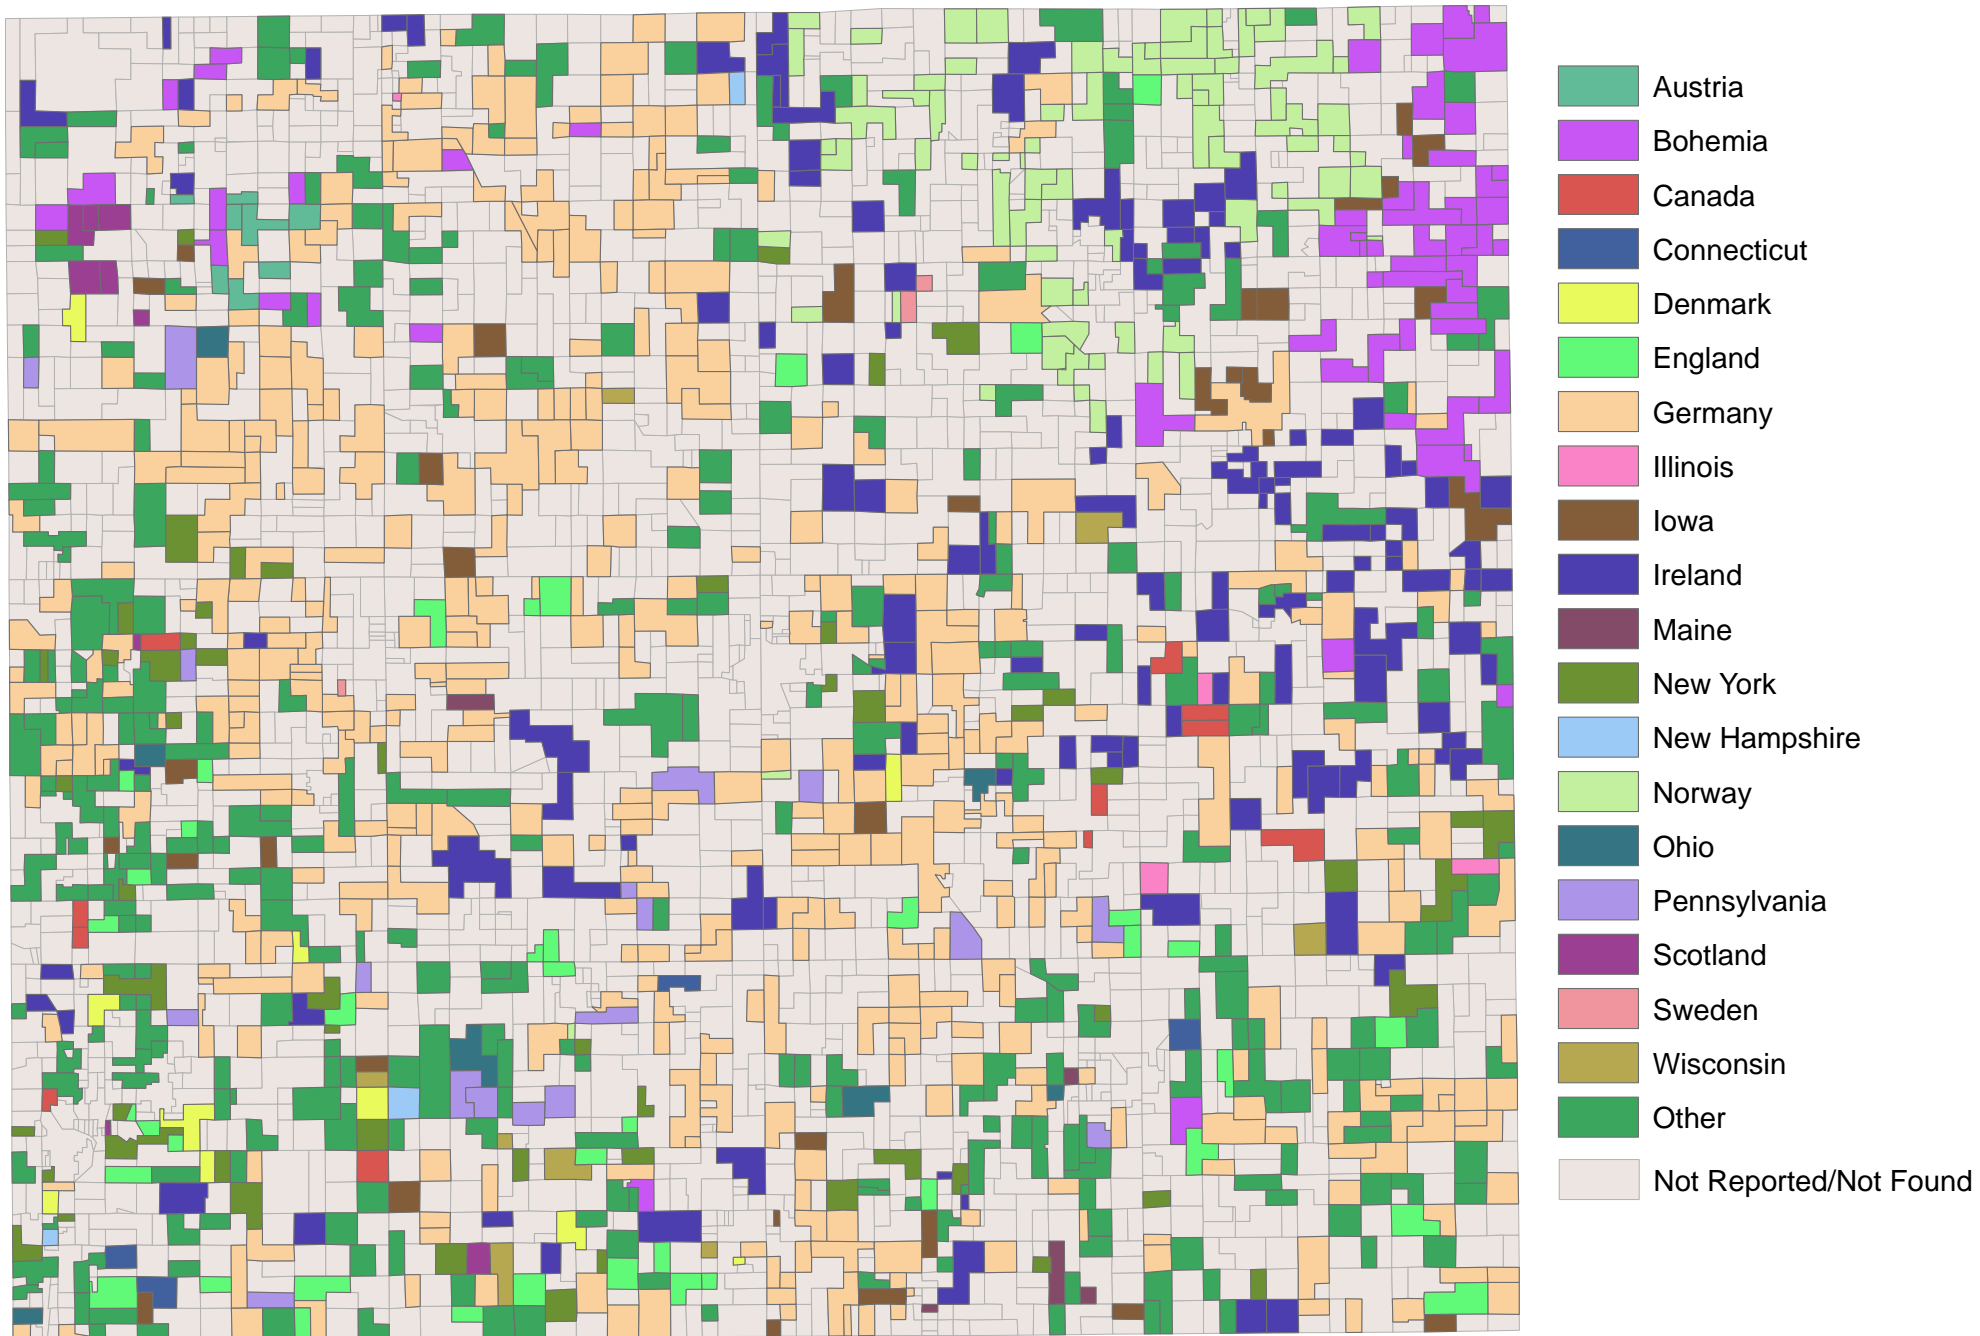 Austria
Bohemia
Canada
Connecticut
Denmark
England
Germany
Illinois
Iowa
Ireland
Maine
New York
New Hampshire
Norway
Ohio
Pennsylvania
Scotland
Sweden
Wisconsin
Other
Not Reported/Not Found